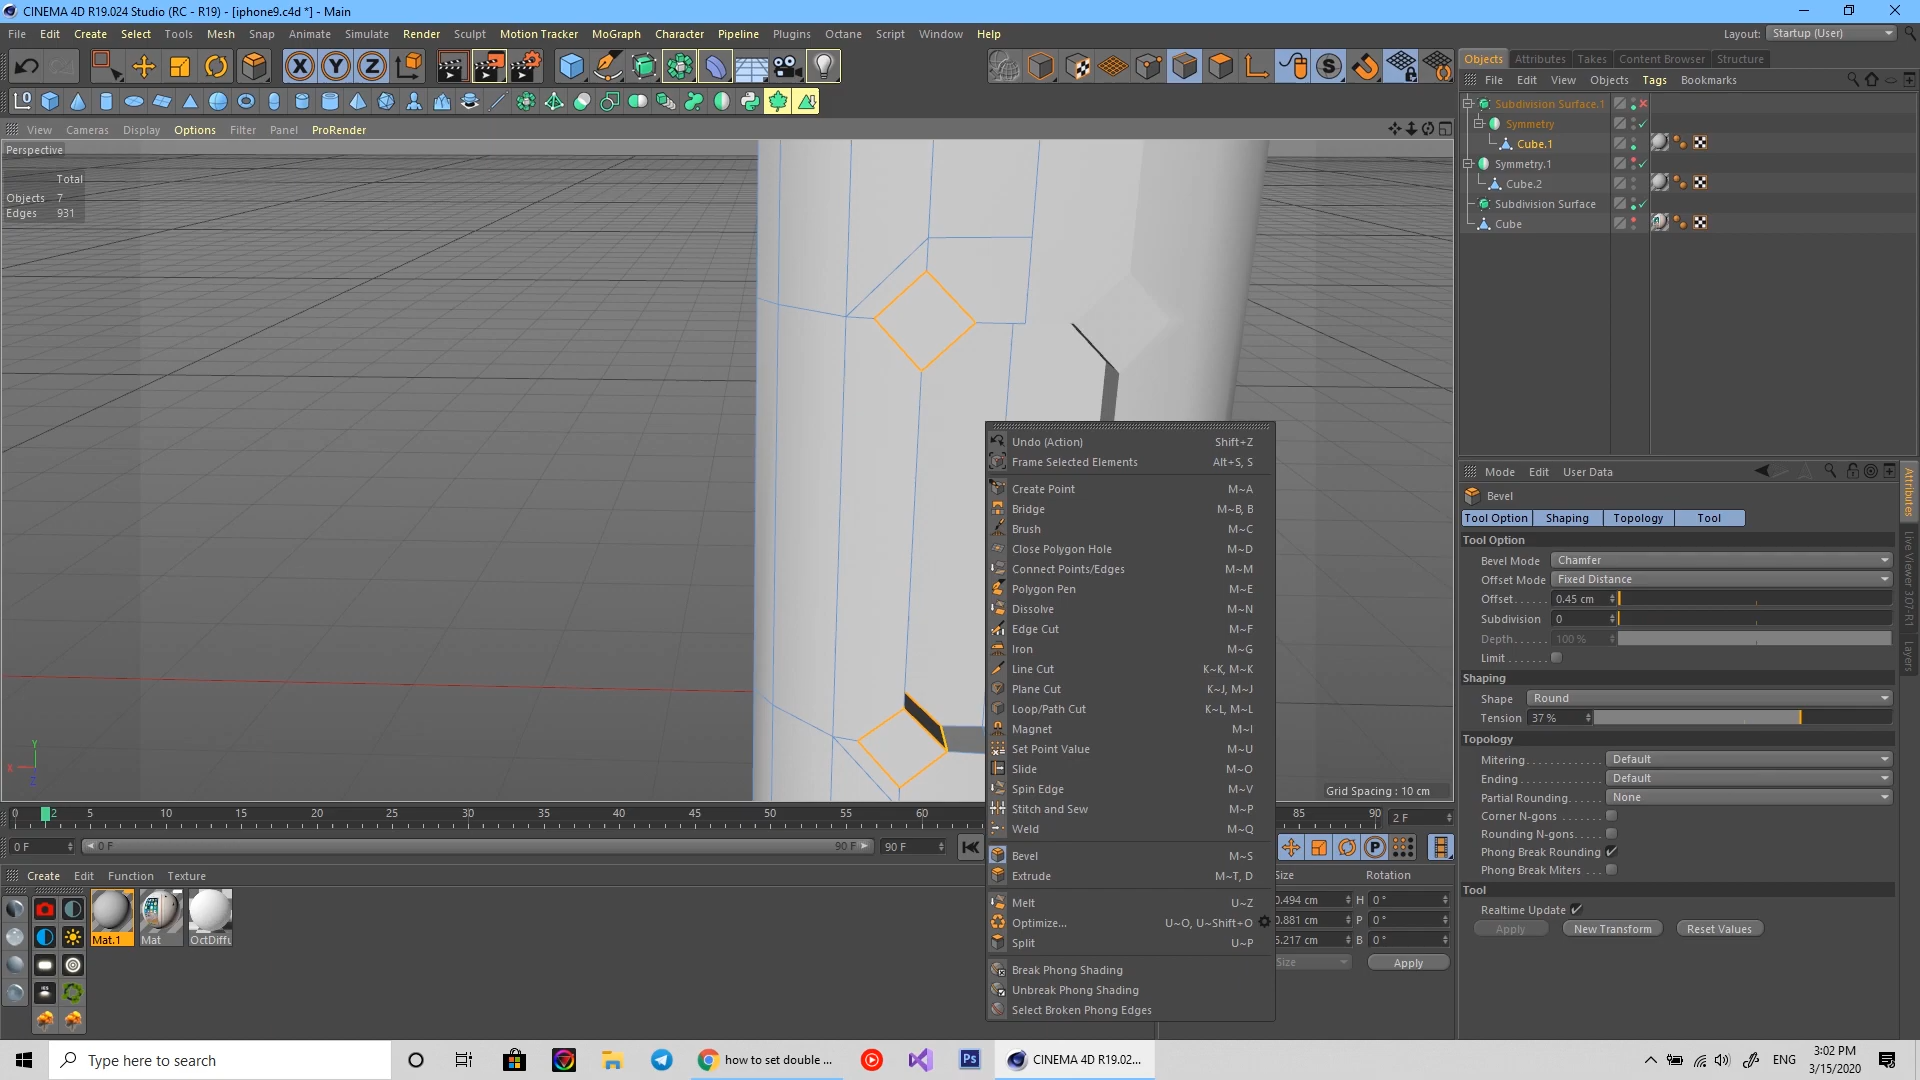 CINEMA 4D R19.024 Studio (RC - R19) - [iphone9.c4d *] - Main
File Edit Create Select Tools Mesh Snap Animate Simulate Render Sculpt Motion Tracker MoGraph Character Pipeline Plugins Octane Script Window Help
Layout: Startup (User)
Objects Attributes Takes Content Browser Structure
File Edit View Objects Tags Bookmarks
View Cameras Display Options Filter Panel ProRender
Perspective
Total
Objects 7
Edges 931
Subdivision Surface.1
Symmetry
Cube.1
Symmetry.1
Cube.2
Subdivision Surface
Cube
Undo (Action) Shift+Z
Frame Selected Elements Alt+S, S
Create Point M~A
Bridge M~B, B
Brush M~C
Close Polygon Hole M~D
Connect Points/Edges M~M
Polygon Pen M~E
Dissolve M~N
Edge Cut M~F
Iron M~G
Line Cut K~K, M~K
Plane Cut K~J, M~J
Loop/Path Cut K~L, M~L
Magnet M~I
Set Point Value M~U
Slide M~O
Spin Edge M~V
Stitch and Sew M~P
Weld M~Q
Bevel M~S
Extrude M~T, D
Melt U~Z
Optimize... U~O, U~Shift+O
Split U~P
Break Phong Shading
Unbreak Phong Shading
Select Broken Phong Edges
Mode Edit User Data
Bevel
Tool Option Shaping Topology Tool
Tool Option
Bevel Mode Chamfer
Offset Mode Fixed Distance
Offset...... 0.45 cm
Subdivision 0
Depth...... 100 %
Limit .......
Shaping
Shape Round
Tension 37 %
Topology
Mitering............. Default
Ending............... Default
Partial Rounding...... None
Corner N-gons
Rounding N-gons.....
Phong Break Rounding
Phong Break Miters ...
Tool
Realtime Update
Apply New Transform Reset Values
Attributes
Live Viewer 3.07-R1
Layers
Y
X
Z
Grid Spacing : 10 cm
0 2 5 10 15 20 25 30 35 40 45 50 55 60 85 90 2 F
0 F 0 F 90 F 90 F
Create Edit Function Texture
Mat.1 Mat OctDiffu
Size Rotation
0.494 cm H 0 °
0.881 cm P 0 °
5.217 cm B 0 °
Size Apply
Type here to search
how to set double ...
Ps
CINEMA 4D R19.02...
ENG
3:02 PM
3/15/2020